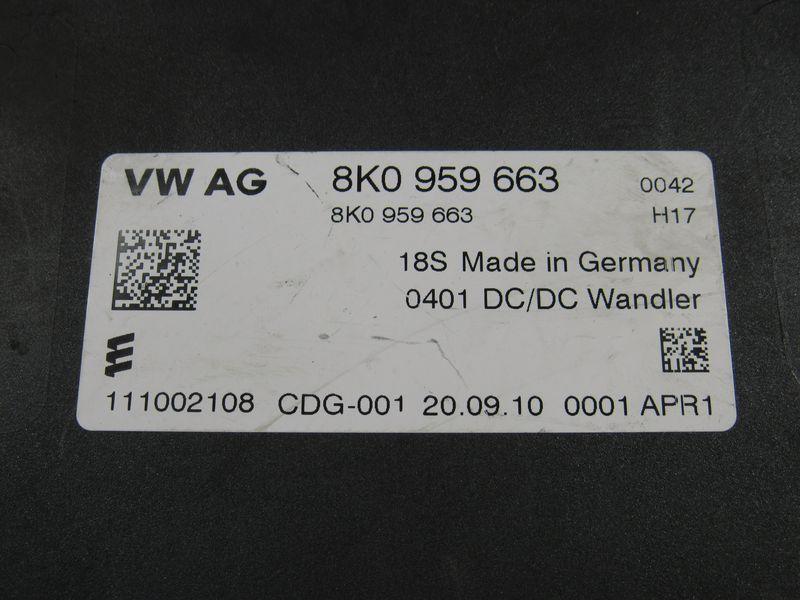 VW AG 8K0 959 663 0042
8K0 959 663 H17
18S Made in Germany
0401 DC/DC Wandler
111002108 CDG-001 20.09.10 0001 APR1